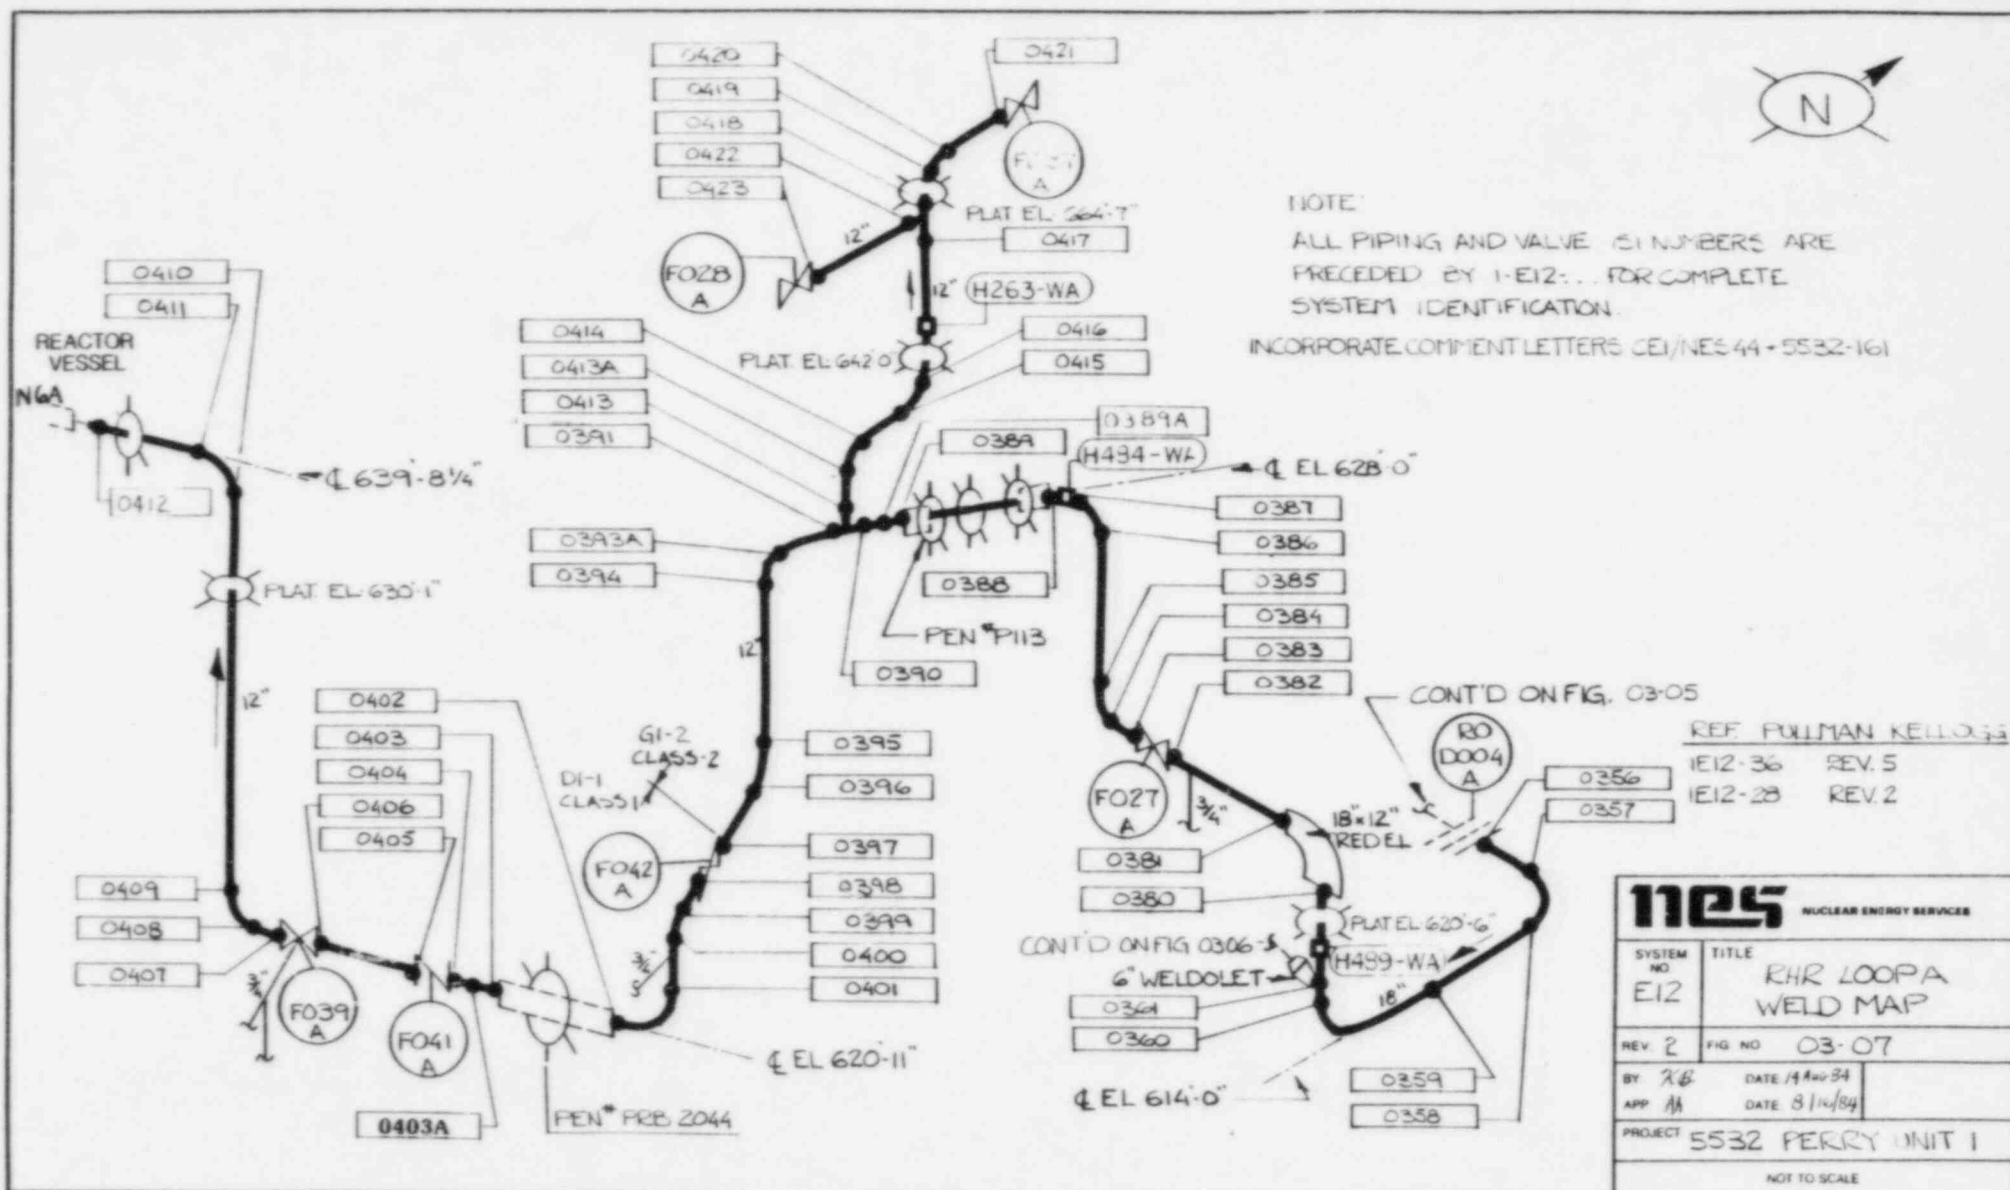 0420
0419
0418
0422
0423
0421
A
N
PLAT EL 664'-7"
0417
12"
F028
A
12"
H263-WA
NOTE
ALL PIPING AND VALVE ISI NUMBERS ARE
PRECEDED BY 1-E12-... FOR COMPLETE
SYSTEM IDENTIFICATION.
INCORPORATE COMMENT LETTERS CEI/NES 44-5532-161
0410
0411
REACTOR
VESSEL
N6A
0412
℄ 639'-8¼"
0414
0413A
0413
0391
PLAT. EL 642'0"
0416
0415
0389A
0389
H494-WA
℄ EL 628'-0"
0387
0386
0385
0384
0383
0382
0393A
0394
0388
PEN #P113
0390
PLAT. EL-630'-1"
12"
12"
0402
0403
0404
0406
0405
G1-2
CLASS-2
D1-1
CLASS 1
0395
0396
0397
0398
0399
0400
0401
F042
A
3/4"
0409
0408
0407
3/4"
F039
A
F041
A
0403A
PEN# PRB 2044
℄ EL 620'-11"
F027
A
3/4"
18"x12"
RED EL
0381
0380
CONT'D ON FIG. 03-05
RO
D004
A
0356
0357
REF. PULLMAN KELLOGG
1E12-36 REV. 5
1E12-28 REV. 2
PLAT EL 620'-6"
CONT'D ON FIG 0306
H489-WA
6" WELDOLET
0361
0360
18"
℄ EL 614'-0"
0359
0358
nes NUCLEAR ENERGY SERVICES
SYSTEM
NO
E12
TITLE
RHR LOOP A
WELD MAP
REV. 2 FIG NO 03-07
BY KB DATE 14 AUG 84
APP AA DATE 8/16/84
PROJECT 5532 PERRY UNIT 1
NOT TO SCALE